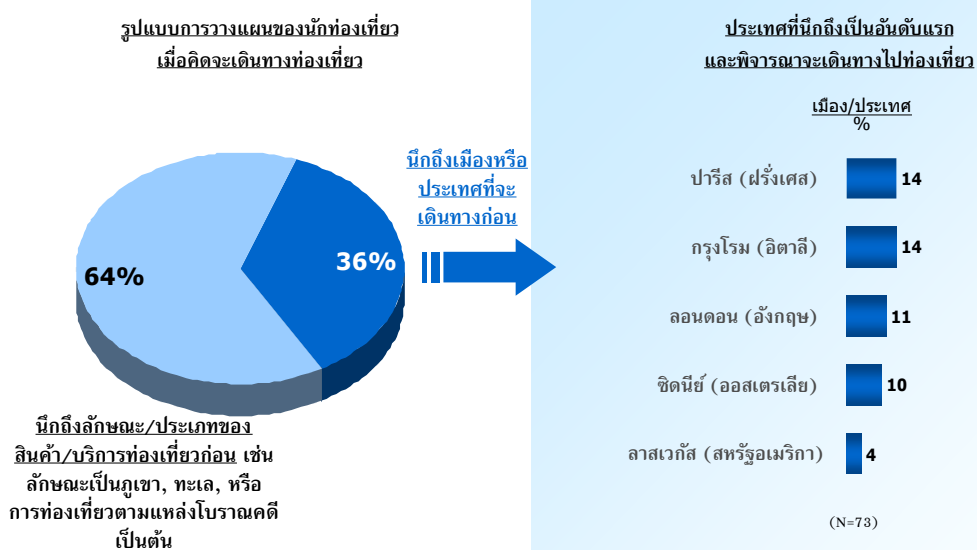 รูปแบบการวางแผนของนักท่องเที่ยว
เมื่อคิดจะเดินทางท่องเที่ยว
64%
36%
นึกถึงลักษณะ/ประเภทของ
สินค้า/บริการท่องเที่ยวก่อน เช่น
ลักษณะเป็นภูเขา, ทะเล, หรือ
การท่องเที่ยวตามแหล่งโบราณคดี
เป็นต้น
นึกถึงเมืองหรือ
ประเทศที่จะ
เดินทางก่อน
ประเทศที่นึกถึงเป็นอันดับแรก
และพิจารณาจะเดินทางไปท่องเที่ยว
เมือง/ประเทศ
%
ปารีส (ฝรั่งเศส) 14
กรุงโรม (อิตาลี) 14
ลอนดอน (อังกฤษ) 11
ซิดนีย์ (ออสเตรเลีย) 10
ลาสเวกัส (สหรัฐอเมริกา) 4
(N=73)